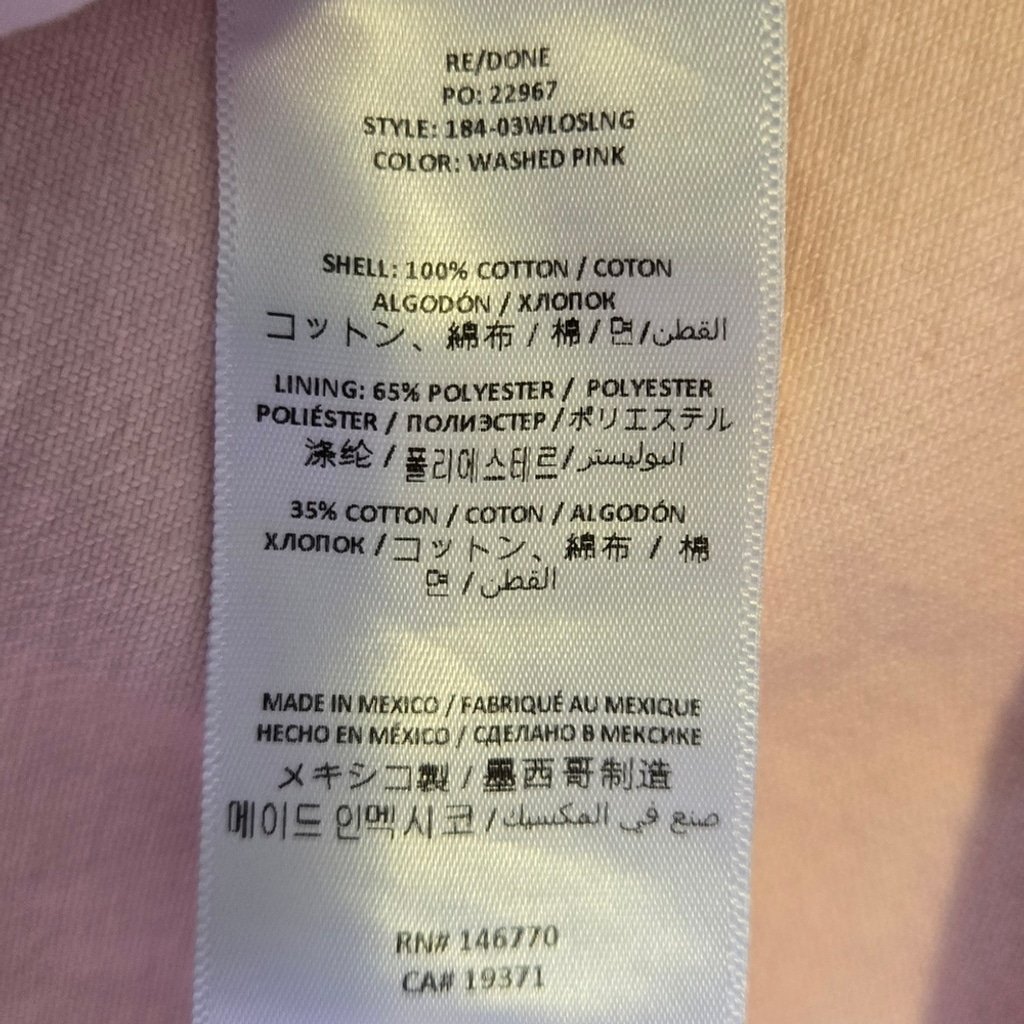 RE/DONE
PO: 22967
STYLE: 184-03WLOSLNG
COLOR: WASHED PINK
SHELL: 100% COTTON / COTON
ALGODÓN / ХЛОПОК
コットン、綿布 / 棉 / 면 / القطن
LINING: 65% POLYESTER / POLYESTER
POLIÉSTER / ПОЛИЭСТЕР / ポリエステル
涤纶 / 폴리에스테르 / البوليستر
35% COTTON / COTON / ALGODÓN
ХЛОПОК / コットン、綿布 / 棉
면 / القطن
MADE IN MEXICO / FABRIQUÉ AU MEXIQUE
HECHO EN MÉXICO / СДЕЛАНО В МЕКСИКЕ
メキシコ製 / 墨西哥制造
메이드 인멕시코 / صنع في المكسيك
RN# 146770
CA# 19371